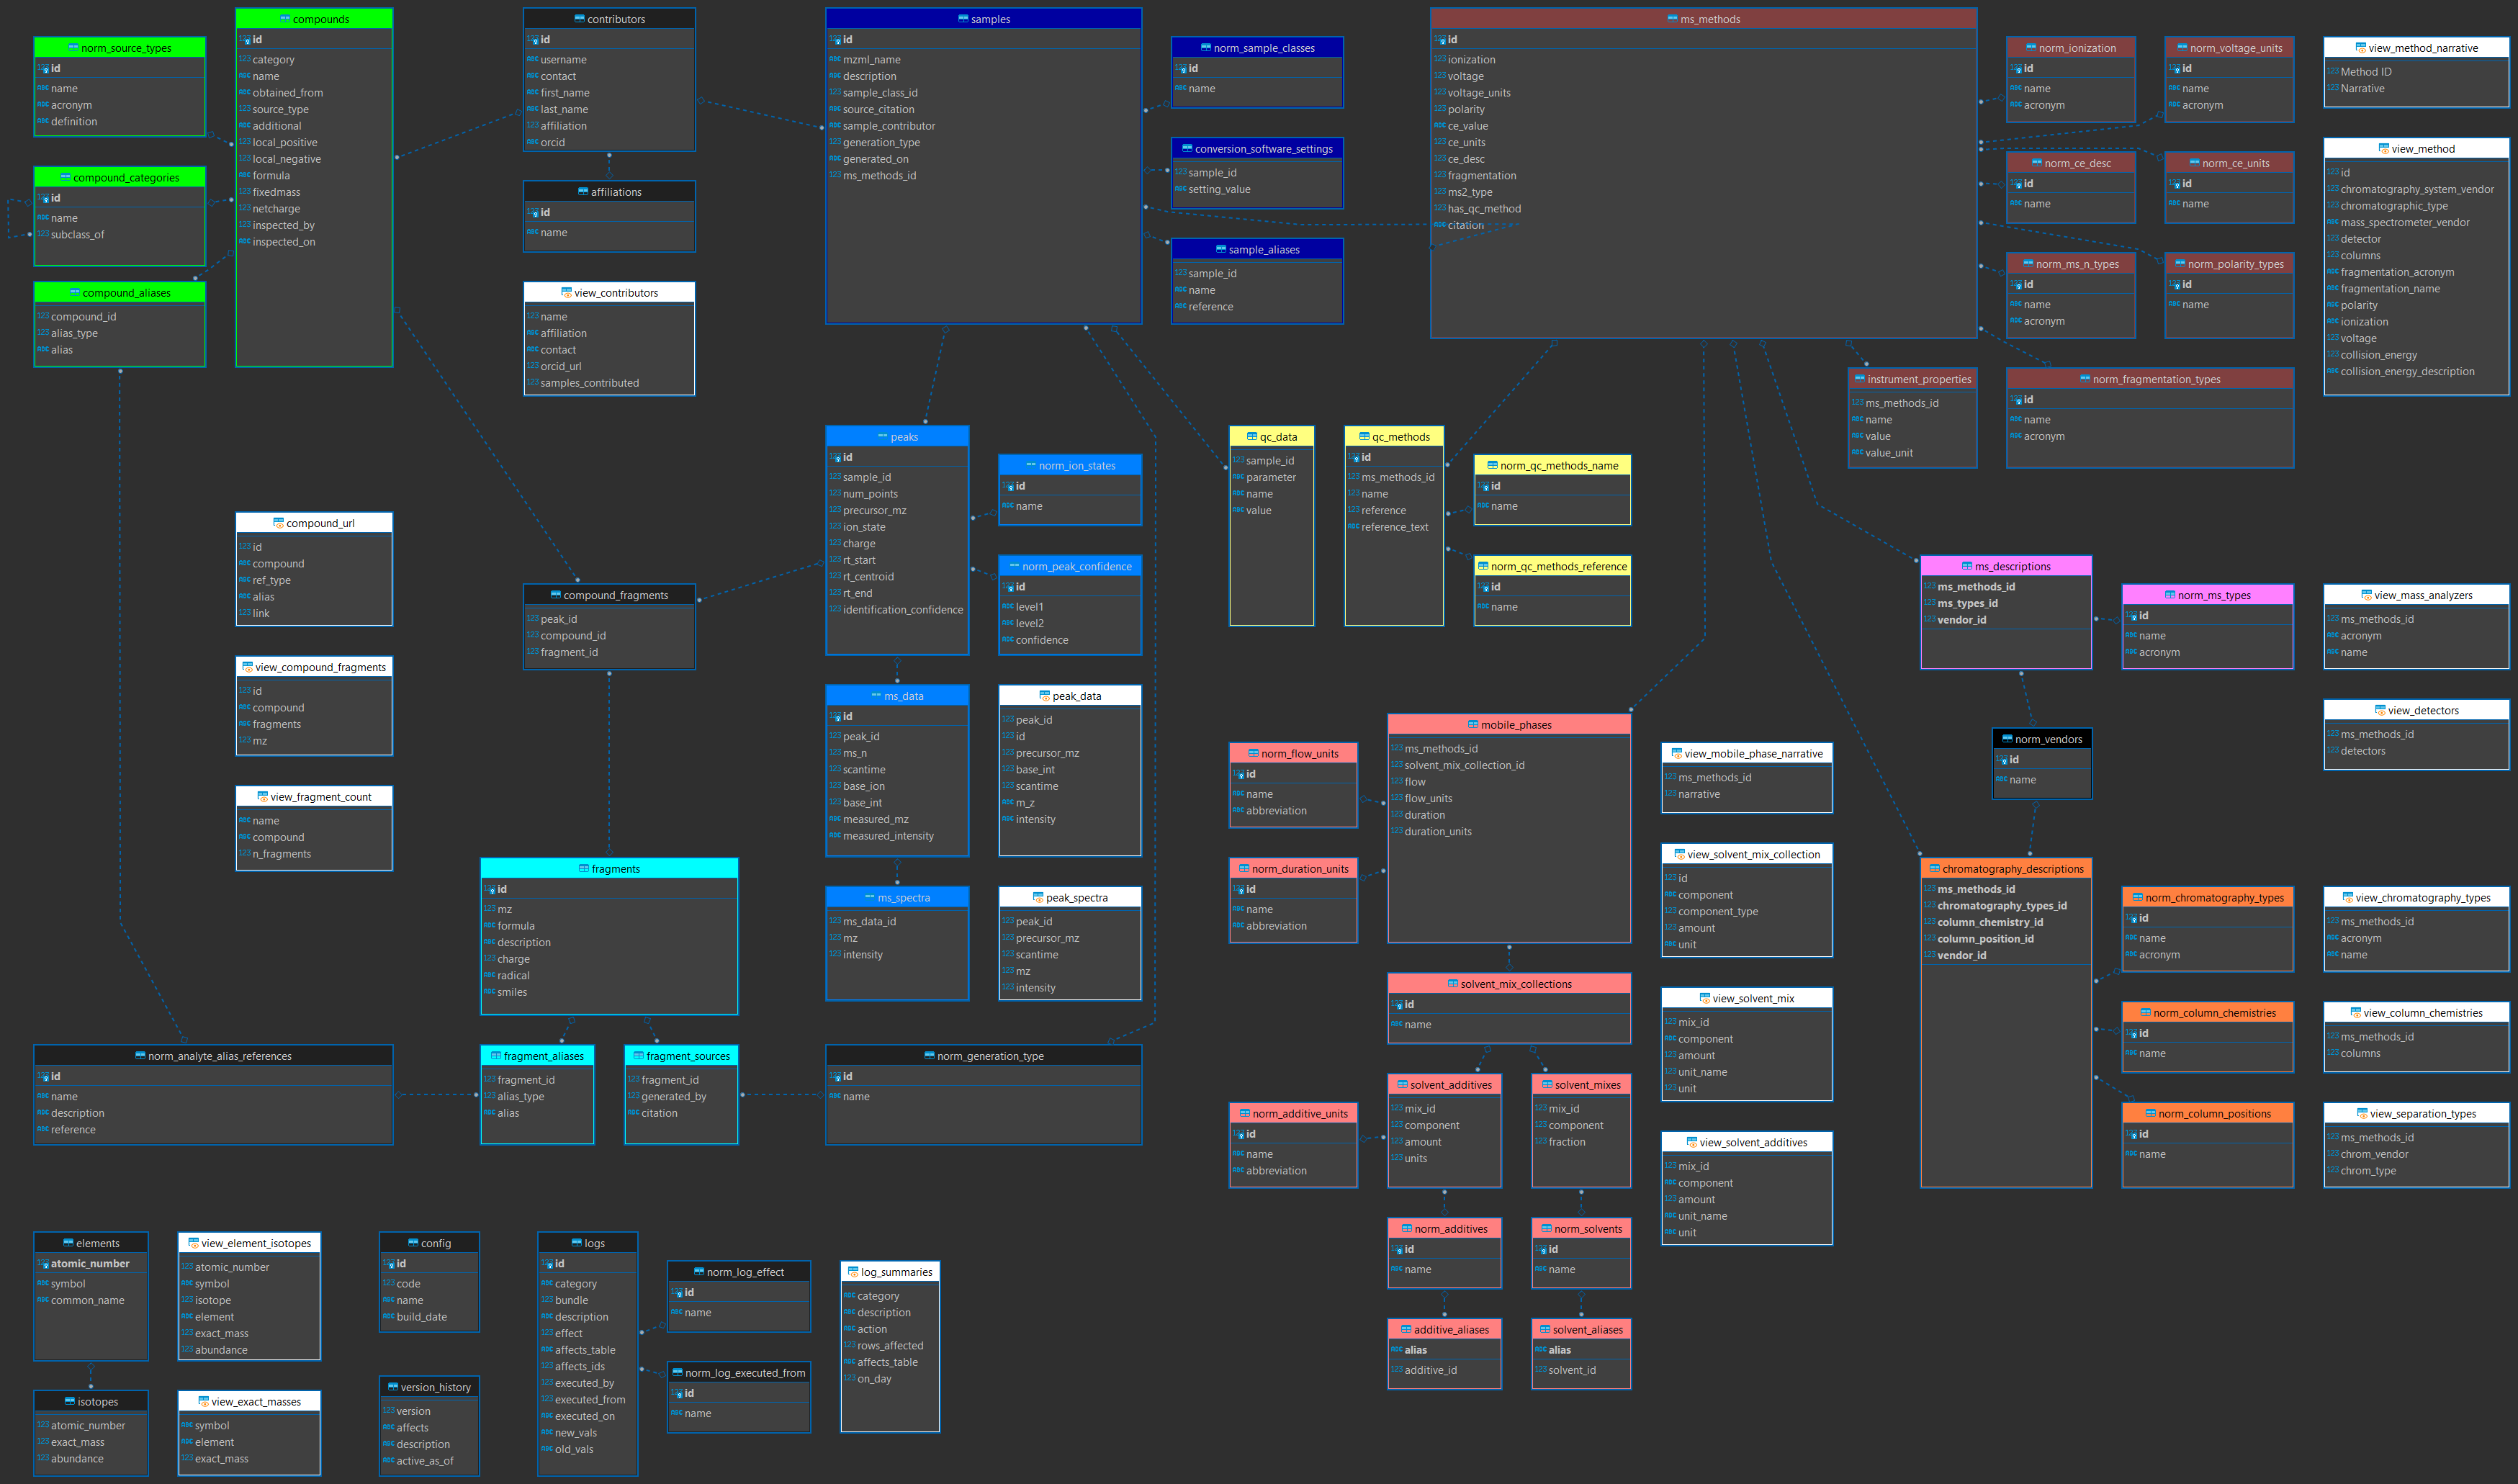 compounds
id
category
name
obtained_from
source_type
additional
local_positive
local_negative
formula
fixedmass
netcharge
inspected_by
inspected_on
norm_source_types
id
name
acronym
definition
compound_categories
id
name
subclass_of
compound_aliases
compound_id
alias_type
alias
contributors
id
username
contact
first_name
last_name
affiliation
orcid
affiliations
id
name
view_contributors
name
affiliation
contact
orcid_url
samples_contributed
samples
id
mzml_name
description
sample_class_id
source_citation
sample_contributor
generation_type
generated_on
ms_methods_id
norm_sample_classes
id
name
conversion_software_settings
sample_id
setting_value
sample_aliases
sample_id
name
reference
ms_methods
id
ionization
voltage
voltage_units
polarity
ce_value
ce_units
ce_desc
fragmentation
ms2_type
has_qc_method
citation
norm_ionization
id
name
acronym
norm_voltage_units
id
name
acronym
norm_ce_desc
id
name
norm_ce_units
id
name
norm_ms_n_types
id
name
acronym
norm_polarity_types
id
name
instrument_properties
ms_methods_id
name
value
value_unit
norm_fragmentation_types
id
name
acronym
view_method_narrative
Method ID
Narrative
view_method
id
chromatography_system_vendor
chromatographic_type
mass_spectrometer_vendor
detector
columns
fragmentation_acronym
fragmentation_name
polarity
ionization
voltage
collision_energy
collision_energy_description
peaks
id
sample_id
num_points
precursor_mz
ion_state
charge
rt_start
rt_centroid
rt_end
identification_confidence
norm_ion_states
id
name
norm_peak_confidence
id
level1
level2
confidence
qc_data
sample_id
parameter
name
value
qc_methods
id
ms_methods_id
name
reference
reference_text
norm_qc_methods_name
id
name
norm_qc_methods_reference
id
name
compound_url
id
compound
ref_type
alias
link
compound_fragments
peak_id
compound_id
fragment_id
view_compound_fragments
id
compound
fragments
mz
view_fragment_count
name
compound
n_fragments
ms_data
id
peak_id
ms_n
scantime
base_ion
base_int
measured_mz
measured_intensity
peak_data
peak_id
id
precursor_mz
base_int
scantime
m_z
intensity
ms_spectra
ms_data_id
mz
intensity
peak_spectra
peak_id
precursor_mz
scantime
mz
intensity
ms_descriptions
ms_methods_id
ms_types_id
vendor_id
norm_ms_types
id
name
acronym
view_mass_analyzers
ms_methods_id
acronym
name
view_detectors
ms_methods_id
detectors
norm_vendors
id
name
mobile_phases
ms_methods_id
solvent_mix_collection_id
flow
flow_units
duration
duration_units
norm_flow_units
id
name
abbreviation
norm_duration_units
id
name
abbreviation
view_mobile_phase_narrative
ms_methods_id
narrative
view_solvent_mix_collection
id
component
component_type
amount
unit
view_solvent_mix
mix_id
component
amount
unit_name
unit
view_solvent_additives
mix_id
component
amount
unit_name
unit
chromatography_descriptions
ms_methods_id
chromatography_types_id
column_chemistry_id
column_position_id
vendor_id
norm_chromatography_types
id
name
acronym
norm_column_chemistries
id
name
norm_column_positions
id
name
view_chromatography_types
ms_methods_id
acronym
name
view_column_chemistries
ms_methods_id
columns
view_separation_types
ms_methods_id
chrom_vendor
chrom_type
fragments
id
mz
formula
description
charge
radical
smiles
norm_analyte_alias_references
id
name
description
reference
fragment_aliases
fragment_id
alias_type
alias
fragment_sources
fragment_id
generated_by
citation
norm_generation_type
id
name
solvent_mix_collections
id
name
solvent_additives
mix_id
component
amount
units
solvent_mixes
mix_id
component
fraction
norm_additive_units
id
name
abbreviation
norm_additives
id
name
norm_solvents
id
name
additive_aliases
alias
additive_id
solvent_aliases
alias
solvent_id
elements
atomic_number
symbol
common_name
isotopes
atomic_number
exact_mass
abundance
view_element_isotopes
atomic_number
symbol
isotope
element
exact_mass
abundance
view_exact_masses
symbol
element
exact_mass
config
id
code
name
build_date
version_history
version
affects
description
active_as_of
logs
id
category
bundle
description
effect
affects_table
affects_ids
executed_by
executed_from
executed_on
new_vals
old_vals
norm_log_effect
id
name
norm_log_executed_from
id
name
log_summaries
category
description
action
rows_affected
affects_table
on_day